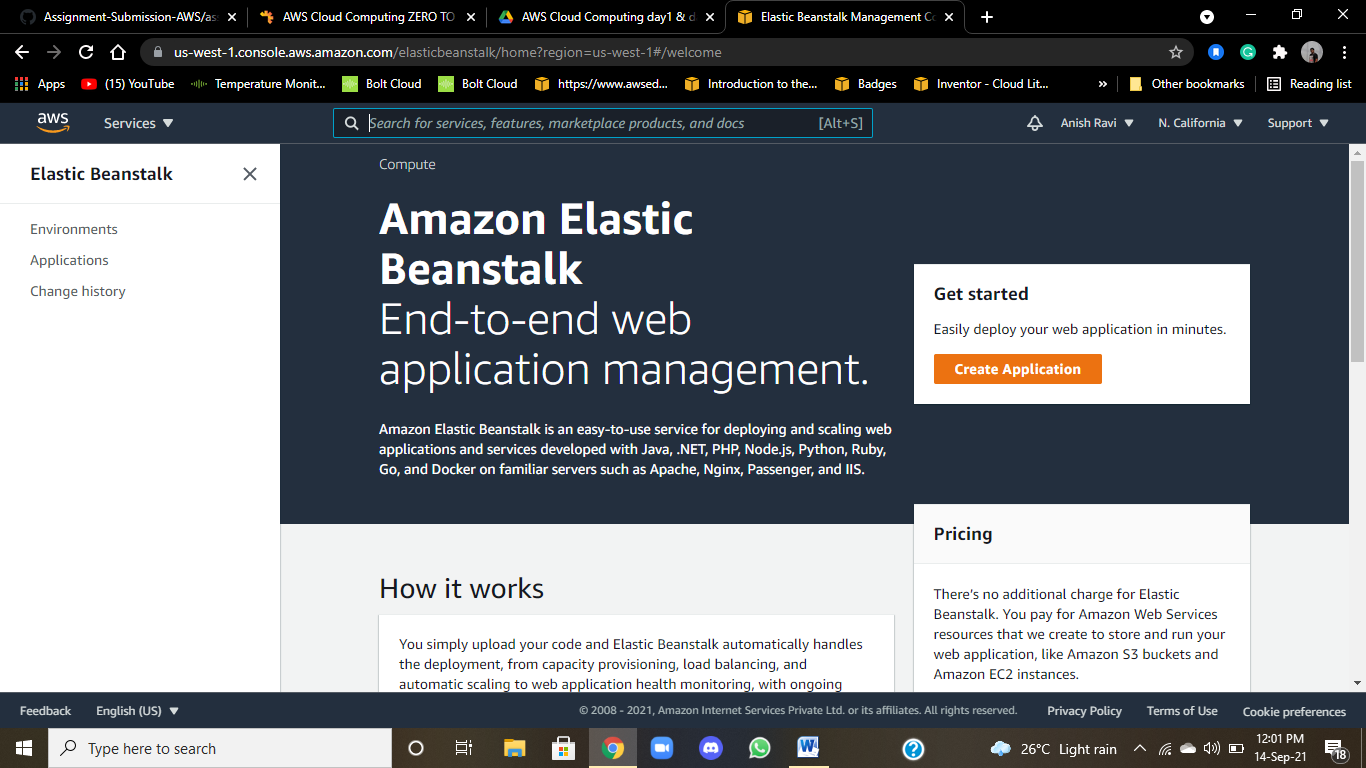 Assignment-Submission-AWS/as
AWS Cloud Computing ZERO TO
AWS Cloud Computing day1 & d
Elastic Beanstalk Management Co
us-west-1.console.aws.amazon.com/elasticbeanstalk/home?region=us-west-1#/welcome
Apps
(15) YouTube
Temperature Monit...
Bolt Cloud
Bolt Cloud
https://www.awsed...
Introduction to the...
Badges
Inventor - Cloud Lit...
»
Other bookmarks
Reading list
aws
Services
Search for services, features, marketplace products, and docs
[Alt+S]
Anish Ravi
N. California
Support
Elastic Beanstalk
Environments
Applications
Change history
Compute
Amazon Elastic
Beanstalk
End-to-end web
application management.
Amazon Elastic Beanstalk is an easy-to-use service for deploying and scaling web
applications and services developed with Java, .NET, PHP, Node.js, Python, Ruby,
Go, and Docker on familiar servers such as Apache, Nginx, Passenger, and IIS.
Get started
Easily deploy your web application in minutes.
Create Application
Pricing
There's no additional charge for Elastic
Beanstalk. You pay for Amazon Web Services
resources that we create to store and run your
web application, like Amazon S3 buckets and
Amazon EC2 instances.
How it works
You simply upload your code and Elastic Beanstalk automatically handles
the deployment, from capacity provisioning, load balancing, and
automatic scaling to web application health monitoring, with ongoing
Feedback
English (US)
© 2008 - 2021, Amazon Internet Services Private Ltd. or its affiliates. All rights reserved.
Privacy Policy
Terms of Use
Cookie preferences
Type here to search
26°C Light rain
12:01 PM
14-Sep-21
18